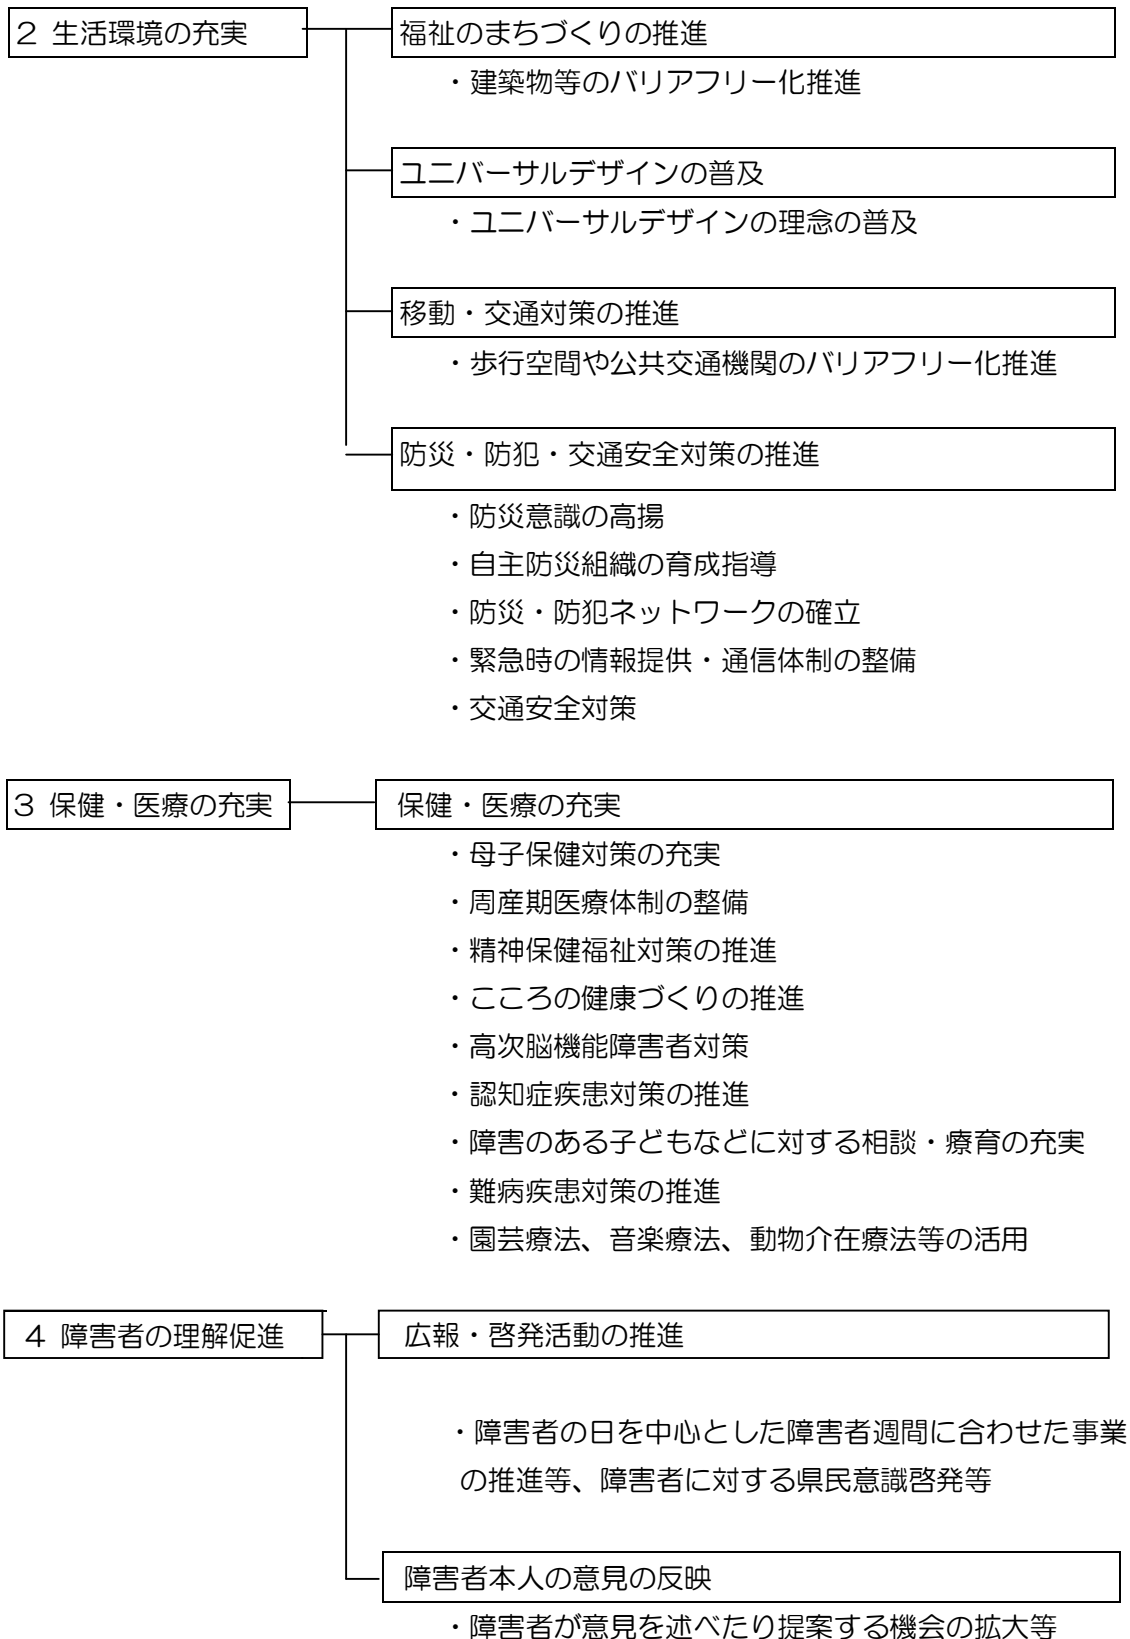 ２ 生活環境の充実
福祉のまちづくりの推進
・建築物等のバリアフリー化推進
ユニバーサルデザインの普及
・ユニバーサルデザインの理念の普及
移動・交通対策の推進
・歩行空間や公共交通機関のバリアフリー化推進
防災・防犯・交通安全対策の推進
・防災意識の高揚
・自主防災組織の育成指導
・防災・防犯ネットワークの確立
・緊急時の情報提供・通信体制の整備
・交通安全対策
３ 保健・医療の充実
保健・医療の充実
・母子保健対策の充実
・周産期医療体制の整備
・精神保健福祉対策の推進
・こころの健康づくりの推進
・高次脳機能障害者対策
・認知症疾患対策の推進
・障害のある子どもなどに対する相談・療育の充実
・難病疾患対策の推進
・園芸療法、音楽療法、動物介在療法等の活用
４ 障害者の理解促進
広報・啓発活動の推進
・障害者の日を中心とした障害者週間に合わせた事業
の推進等、障害者に対する県民意識啓発等
障害者本人の意見の反映
・障害者が意見を述べたり提案する機会の拡大等